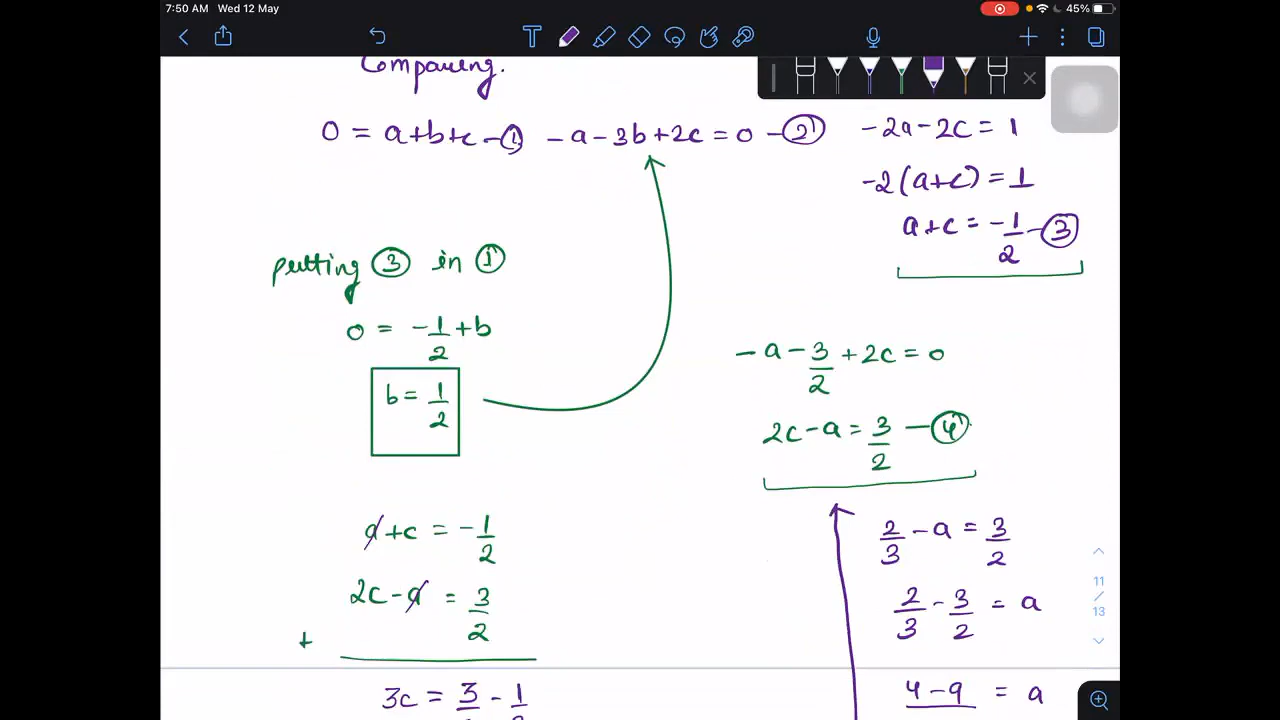 7:50 AM Wed 12 May
45%
Comparing.
0 = a+b+c - ①
-a-3b+2c = 0 - ②
-2a-2c = 1
-2(a+c) = 1
a+c = -1/2 - ③
putting ③ in ①
0 = -1/2 + b
b = 1/2
-a - 3/2 + 2c = 0
2c - a = 3/2 - ④
a + c = -1/2
2c - a = 3/2
+
3c = 3/2 - 1/2
2/3 - a = 3/2
2/3 - 3/2 = a
4-9 = a
11
/
13